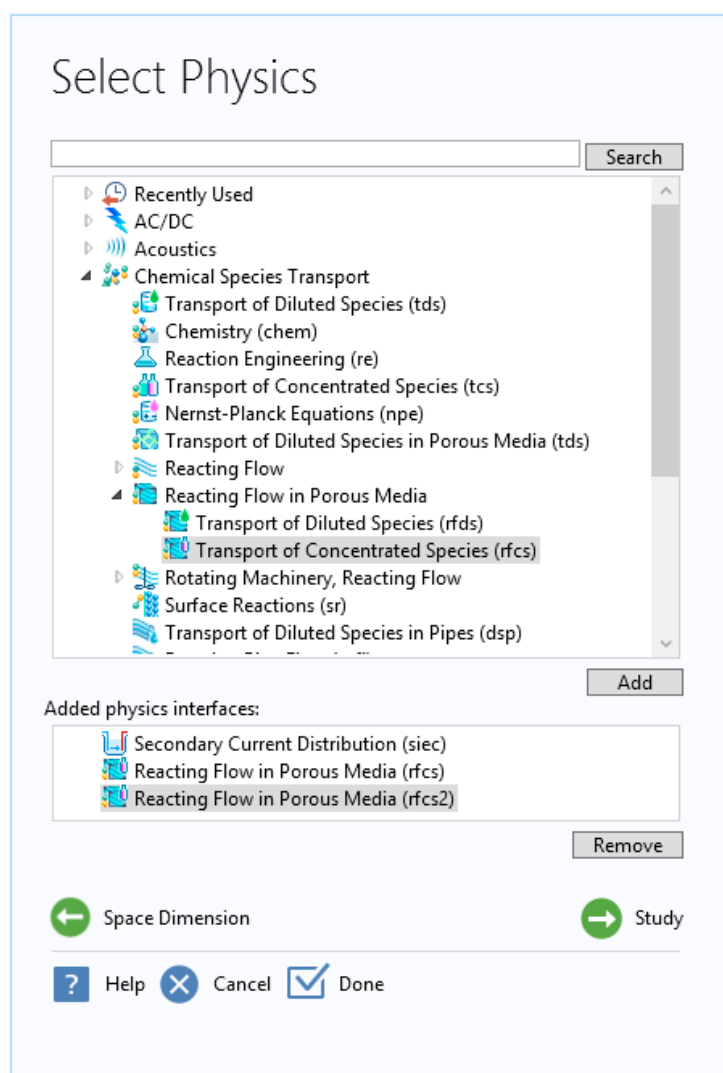 Select Physics
Search
Recently Used
AC/DC
Acoustics
Chemical Species Transport
Transport of Diluted Species (tds)
Chemistry (chem)
Reaction Engineering (re)
Transport of Concentrated Species (tcs)
Nernst-Planck Equations (npe)
Transport of Diluted Species in Porous Media (tds)
Reacting Flow
Reacting Flow in Porous Media
Transport of Diluted Species (rfds)
Transport of Concentrated Species (rfcs)
Rotating Machinery, Reacting Flow
Surface Reactions (sr)
Transport of Diluted Species in Pipes (dsp)
Add
Added physics interfaces:
Secondary Current Distribution (siec)
Reacting Flow in Porous Media (rfcs)
Reacting Flow in Porous Media (rfcs2)
Remove
Space Dimension
Study
? Help Cancel Done